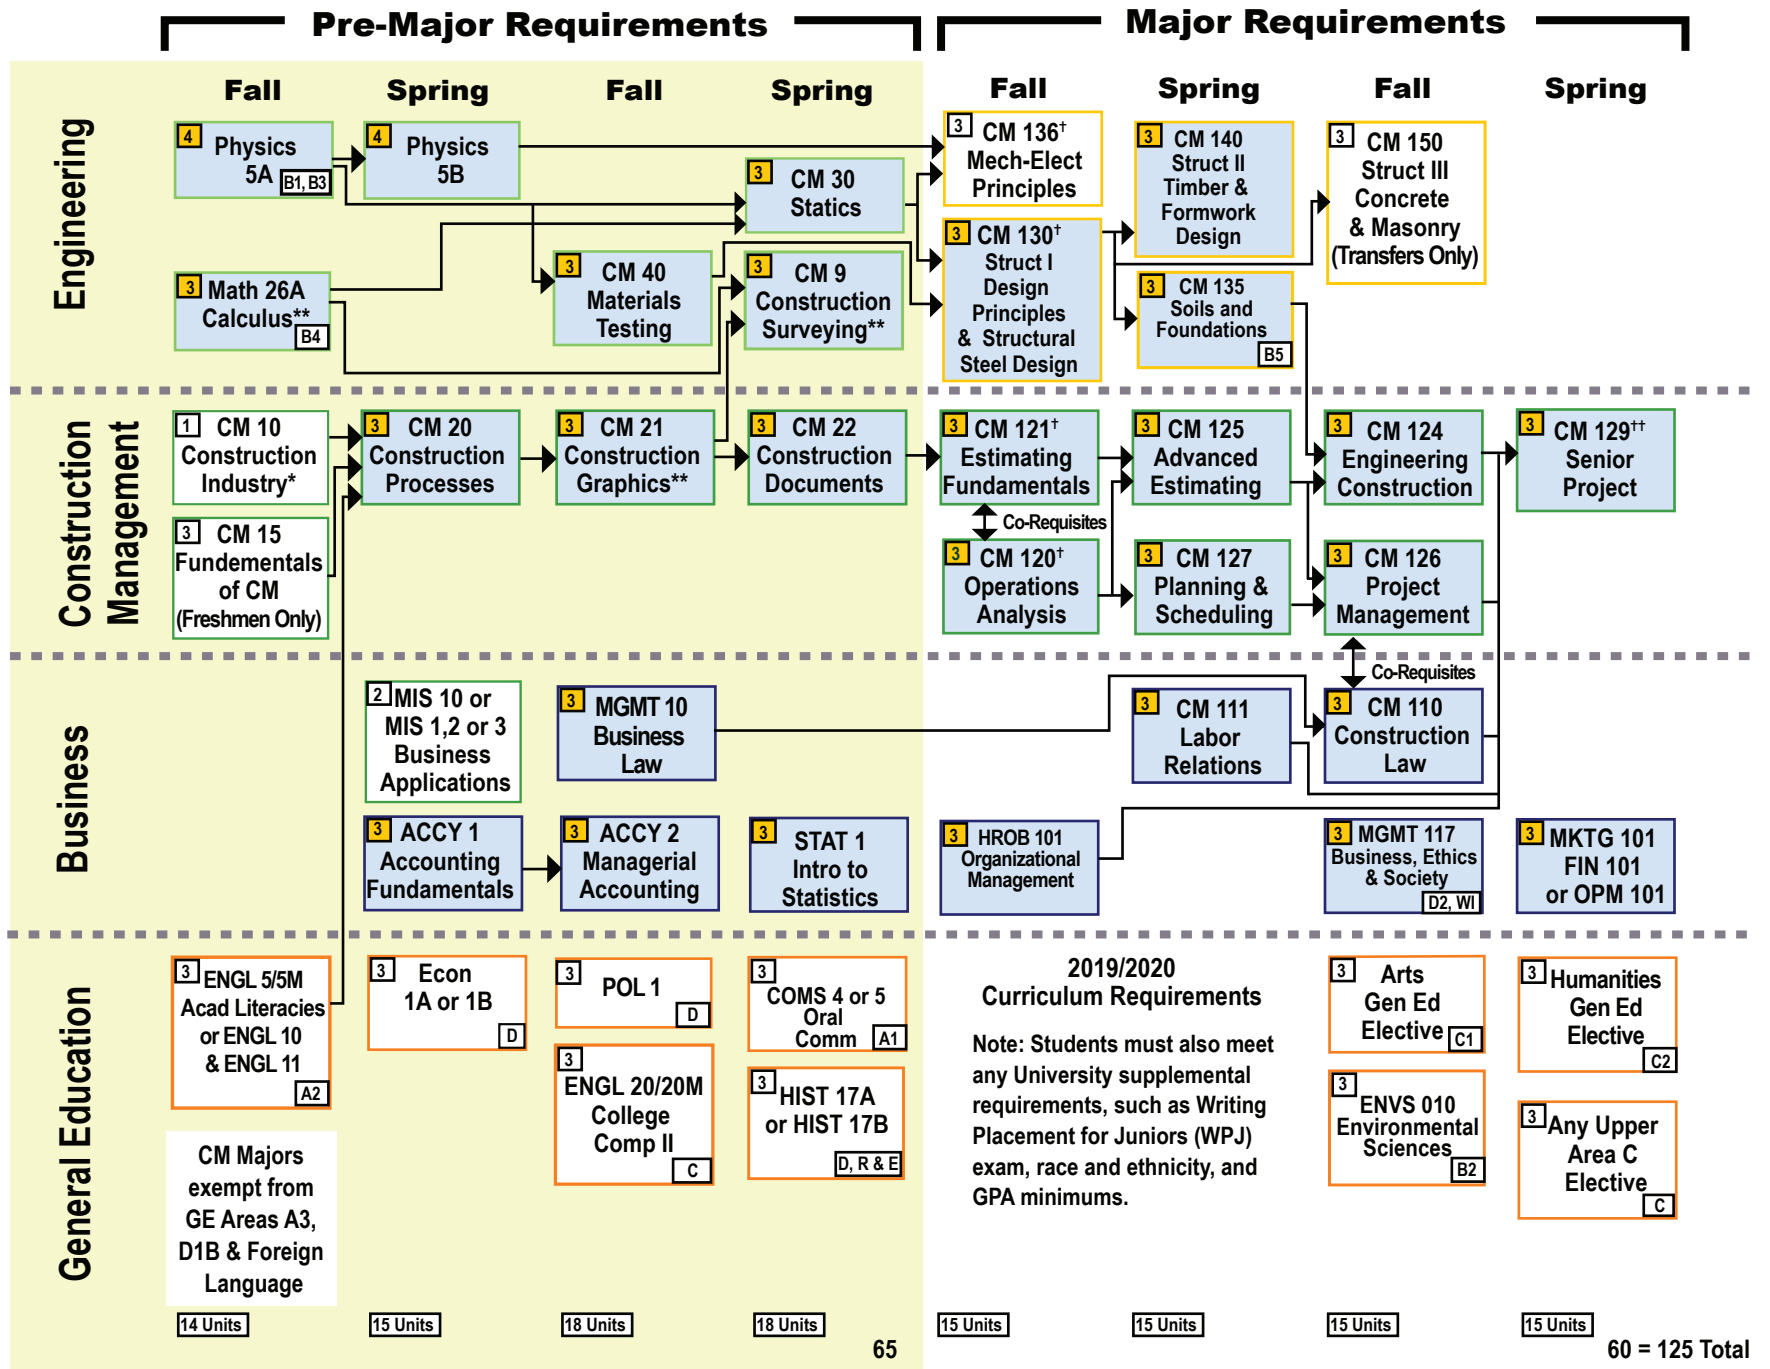 Pre-Major Requirements
Major Requirements
Fall
Spring
Fall
Spring
Fall
Spring
Fall
Spring
Engineering
4
Physics
5A
B1, B3
4
Physics
5B
3
CM 30
Statics
3
CM 136†
Mech-Elect
Principles
3
CM 140
Struct II
Timber &
Formwork
Design
3
CM 150
Struct III
Concrete
& Masonry
(Transfers Only)
3
Math 26A
Calculus**
B4
3
CM 40
Materials
Testing
3
CM 9
Construction
Surveying**
3
CM 130†
Struct I
Design
Principles
& Structural
Steel Design
3
CM 135
Soils and
Foundations
B5
Construction
Management
1
CM 10
Construction
Industry*
3
CM 20
Construction
Processes
3
CM 21
Construction
Graphics**
3
CM 22
Construction
Documents
3
CM 121†
Estimating
Fundamentals
3
CM 125
Advanced
Estimating
3
CM 124
Engineering
Construction
3
CM 129††
Senior
Project
Co-Requisites
3
CM 15
Fundementals
of CM
(Freshmen Only)
3
CM 120†
Operations
Analysis
3
CM 127
Planning &
Scheduling
3
CM 126
Project
Management
Co-Requisites
Business
2
MIS 10 or
MIS 1,2 or 3
Business
Applications
3
MGMT 10
Business
Law
3
CM 111
Labor
Relations
3
CM 110
Construction
Law
3
ACCY 1
Accounting
Fundamentals
3
ACCY 2
Managerial
Accounting
3
STAT 1
Intro to
Statistics
3
HROB 101
Organizational
Management
3
MGMT 117
Business, Ethics
& Society
D2, WI
3
MKTG 101
FIN 101
or OPM 101
General Education
3
ENGL 5/5M
Acad Literacies
or ENGL 10
& ENGL 11
A2
3
Econ
1A or 1B
D
3
POL 1
D
3
COMS 4 or 5
Oral
Comm
A1
2019/2020
Curriculum Requirements
Note: Students must also meet
any University supplemental
requirements, such as Writing
Placement for Juniors (WPJ)
exam, race and ethnicity, and
GPA minimums.
3
Arts
Gen Ed
Elective
C1
3
Humanities
Gen Ed
Elective
C2
3
ENGL 20/20M
College
Comp II
C
3
HIST 17A
or HIST 17B
D, R & E
3
ENVS 010
Environmental
Sciences
B2
3
Any Upper
Area C
Elective
C
CM Majors
exempt from
GE Areas A3,
D1B & Foreign
Language
14 Units
15 Units
18 Units
18 Units
15 Units
15 Units
15 Units
15 Units
65
60 = 125 Total